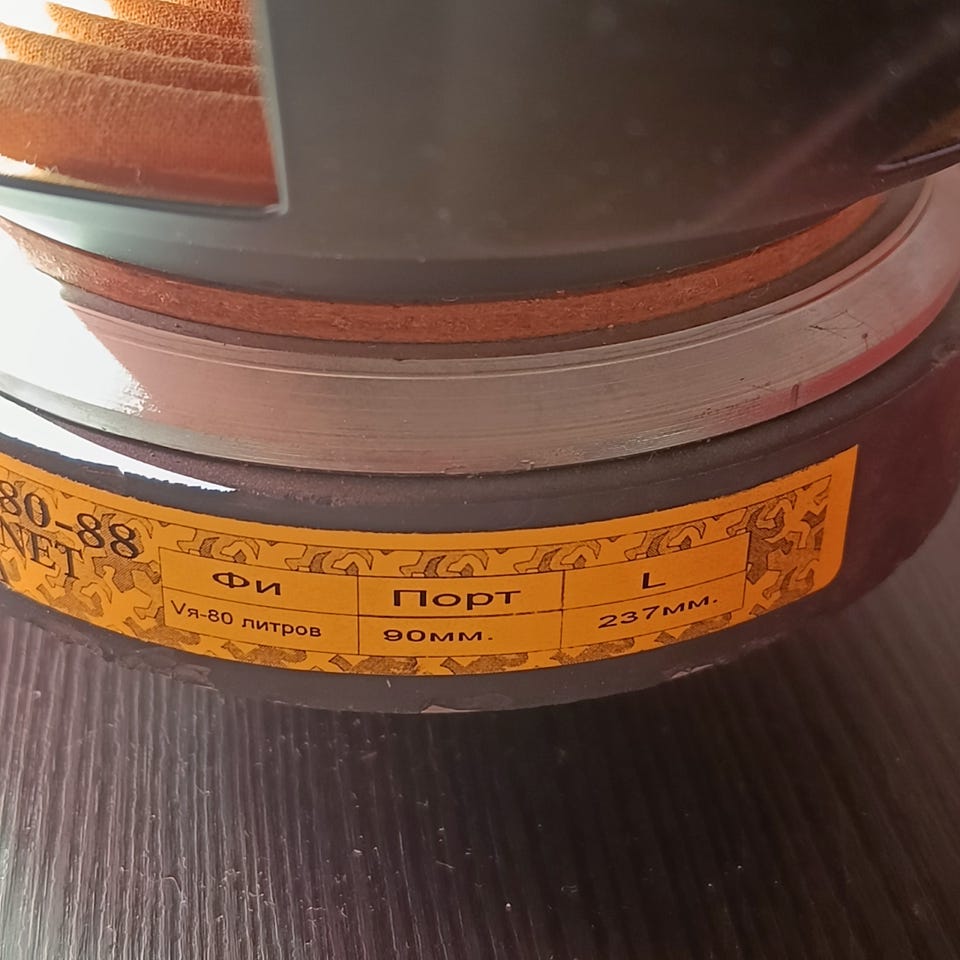 80-88
NET
Фи Порт L
Vя-80 литров 90мм. 237мм.